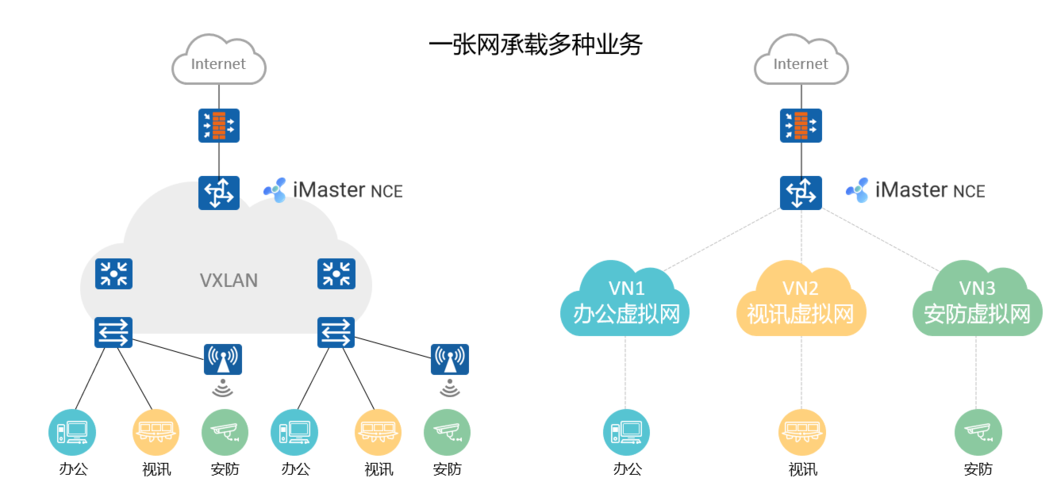 一张网承载多种业务
Internet
iMaster NCE
VXLAN
办公
视讯
安防
办公
视讯
安防
Internet
iMaster NCE
VN1
办公虚拟网
VN2
视讯虚拟网
VN3
安防虚拟网
办公
视讯
安防